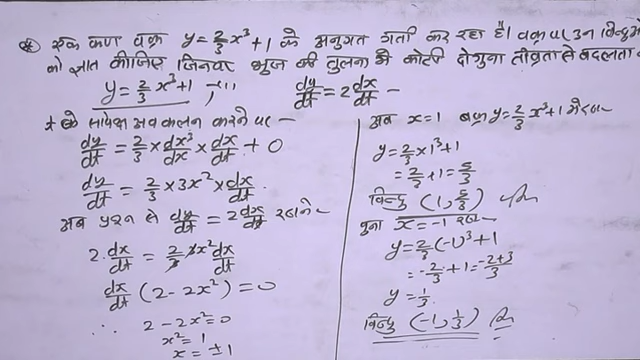 एक कण वक्र y = 2/3 x³ + 1 के अनुगत गति कर रहा है। वक्र पर उन बिन्दुओं
को ज्ञात कीजिए जिनपर भुज की तुलना में कोटि दोगुना तीव्रता से बदलता
y = 2/3 x³ + 1 dy/dt = 2 dx/dt -
t के सापेक्ष अवकलन करने पर -
dy/dt = 2/3 × dx³/dx × dx/dt + 0
dy/dt = 2/3 × 3x² × dx/dt
अब प्रश्न से dy/dt = 2 dx/dt रखने -
2. dx/dt = 2/3 3x² dx/dt
dx/dt (2 - 2x²) = 0
∴ 2 - 2x² = 0
x² = 1
x = ±1
अब x = 1 वक्र y = 2/3 x³ + 1 में
y = 2/3 × 1³ + 1
= 2/3 + 1 = 5/3
बिन्दु (1, 5/3)
पुनः x = -1 रखने -
y = 2/3 (-1)³ + 1
= -2/3 + 1 = -2+3/3
y = 1/3
बिन्दु (-1, 1/3)